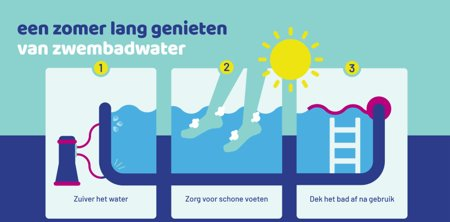 een zomer lang genieten
van zwembadwater
1
2
3
Zuiver het water
Zorg voor schone voeten
Dek het bad af na gebruik